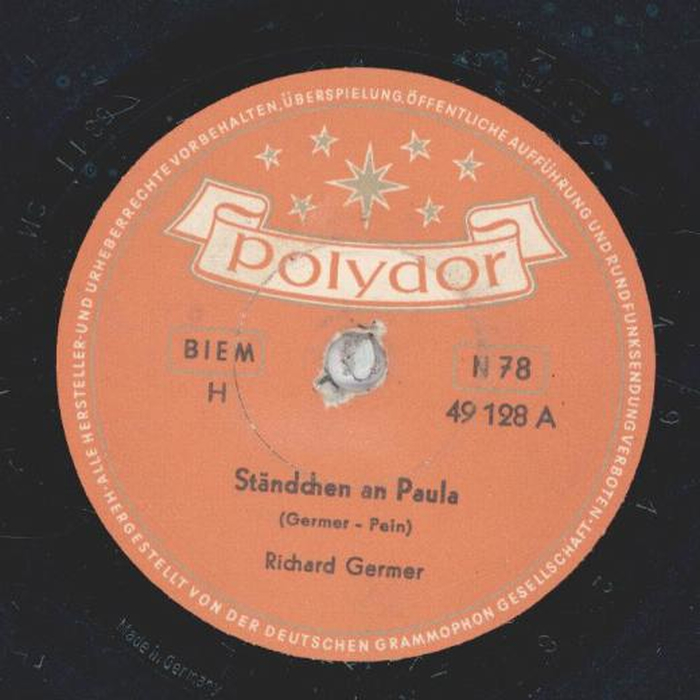 ALLE HERSTELLER-UND URHEBERRECHTE VORBEHALTEN.ÜBERSPIELUNG.ÖFFENTLICHE AUFFÜHRUNG UND RUNDFUNKSENDUNG VERBOTEN.
polydor
BIEM
H
N 78
49 128 A
Ständchen an Paula
(Germer - Pein)
Richard Germer
HERGESTELLT VON DER DEUTSCHEN GRAMMOPHON GESELLSCHAFT.
Made in Germany